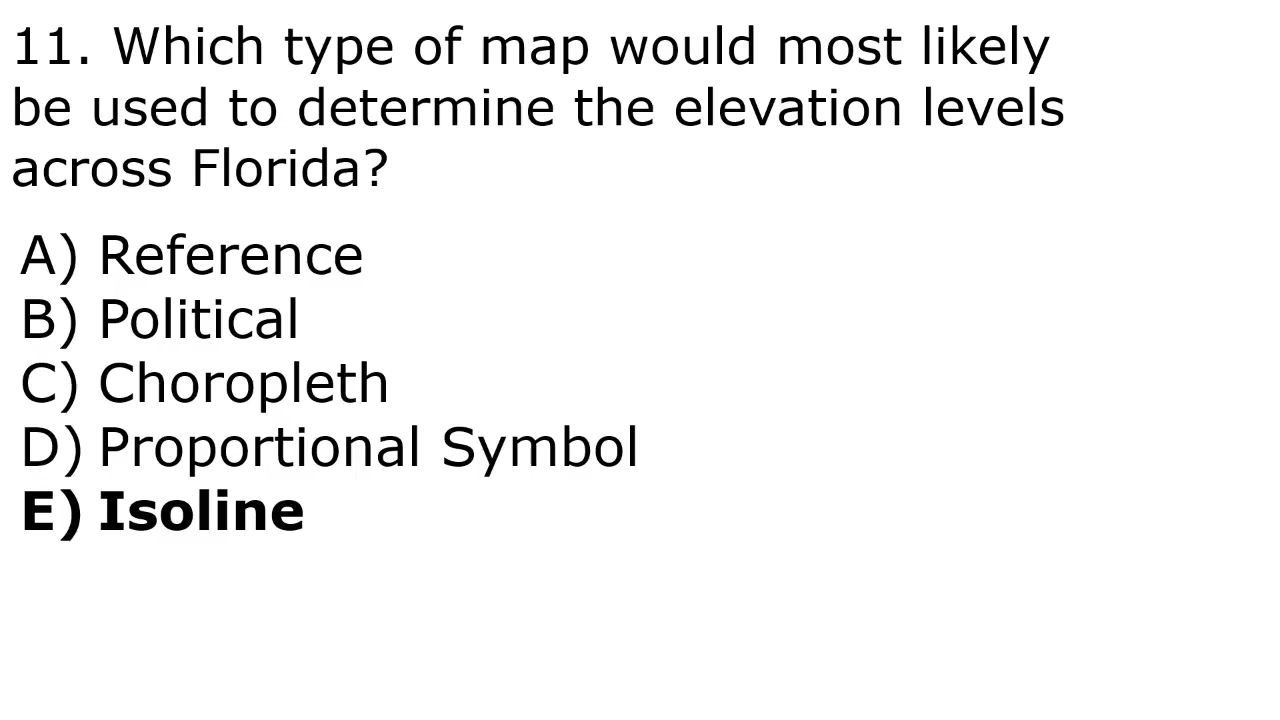 11. Which type of map would most likely
be used to determine the elevation levels
across Florida?
A) Reference
B) Political
C) Choropleth
D) Proportional Symbol
E) Isoline